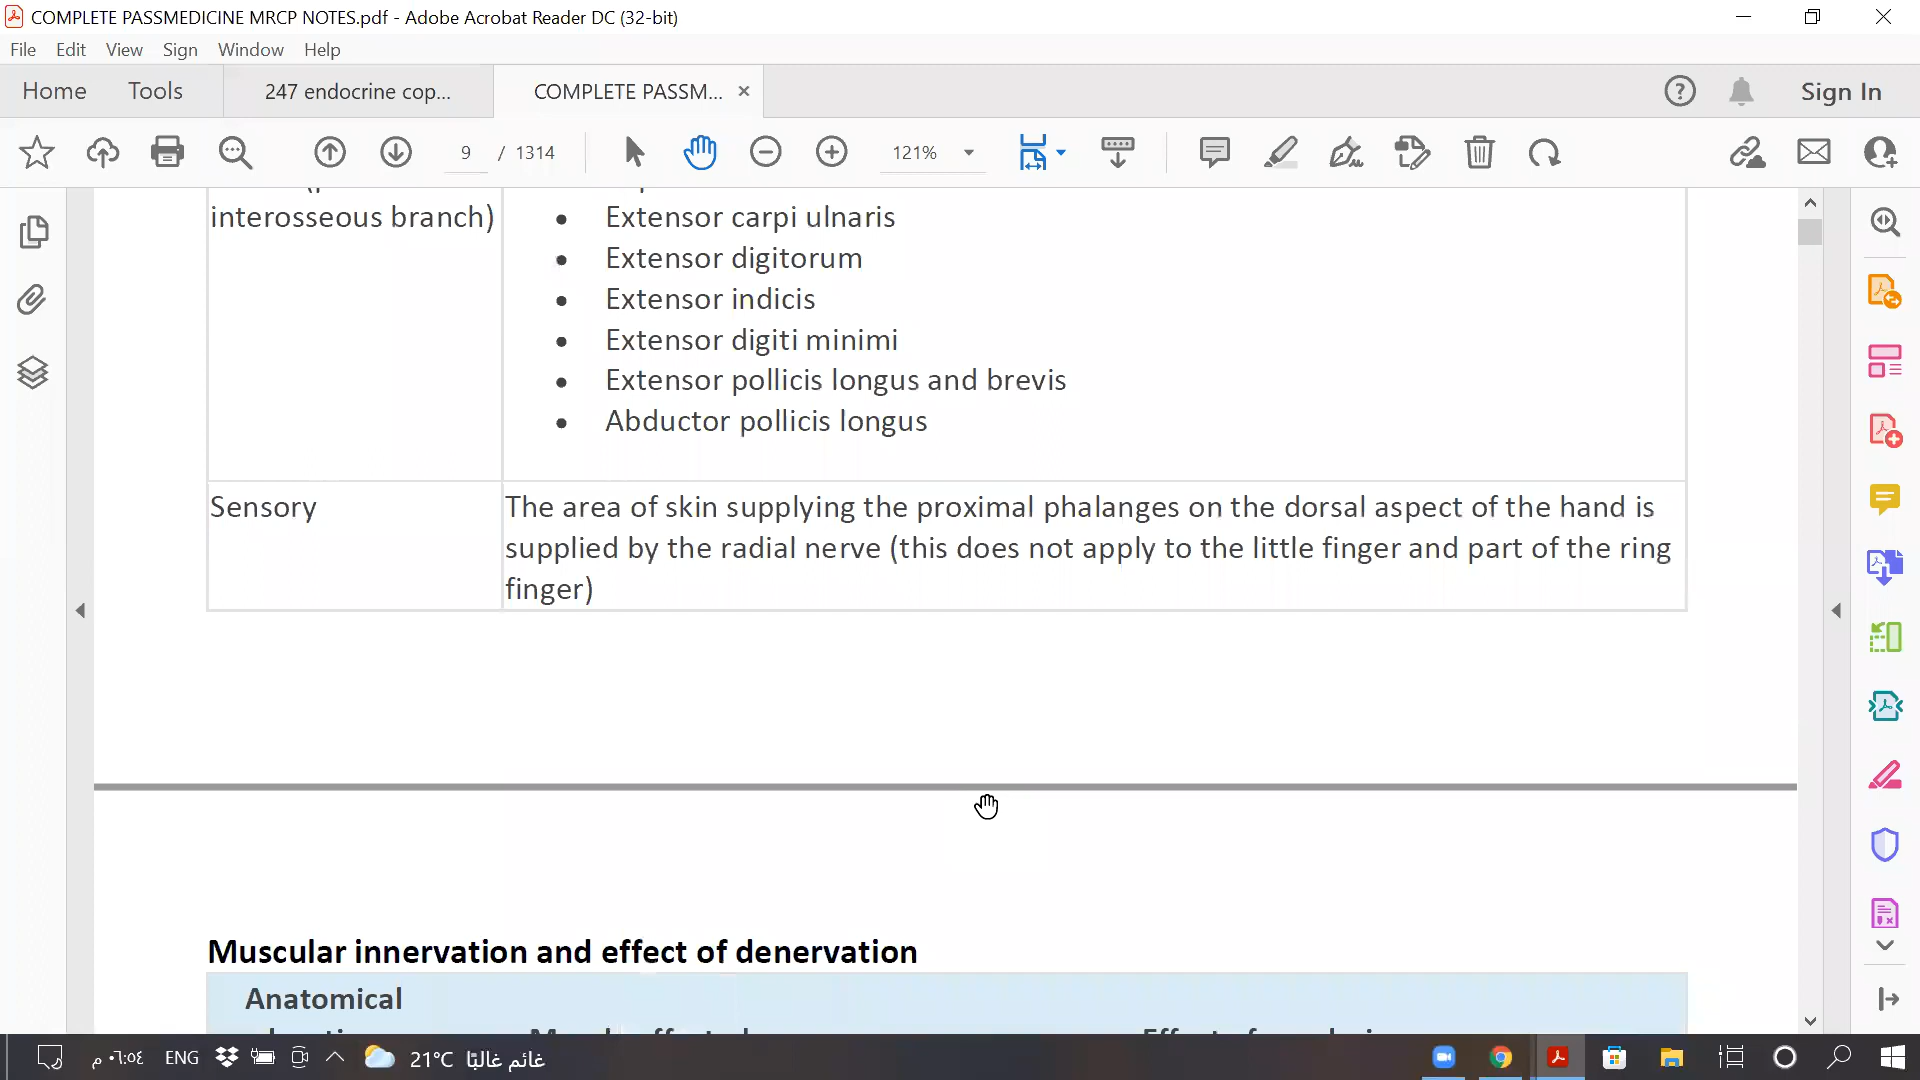 COMPLETE PASSMEDICINE MRCP NOTES.pdf - Adobe Acrobat Reader DC (32-bit)
File Edit View Sign Window Help
Home Tools 247 endocrine cop... COMPLETE PASSM... Sign In
9 / 1314 121%
interosseous branch)
• Extensor carpi ulnaris
• Extensor digitorum
• Extensor indicis
• Extensor digiti minimi
• Extensor pollicis longus and brevis
• Abductor pollicis longus
Sensory
The area of skin supplying the proximal phalanges on the dorsal aspect of the hand is
supplied by the radial nerve (this does not apply to the little finger and part of the ring
finger)
Muscular innervation and effect of denervation
Anatomical
٠٦:٥٤ م ENG 21°C غائم غالبًا